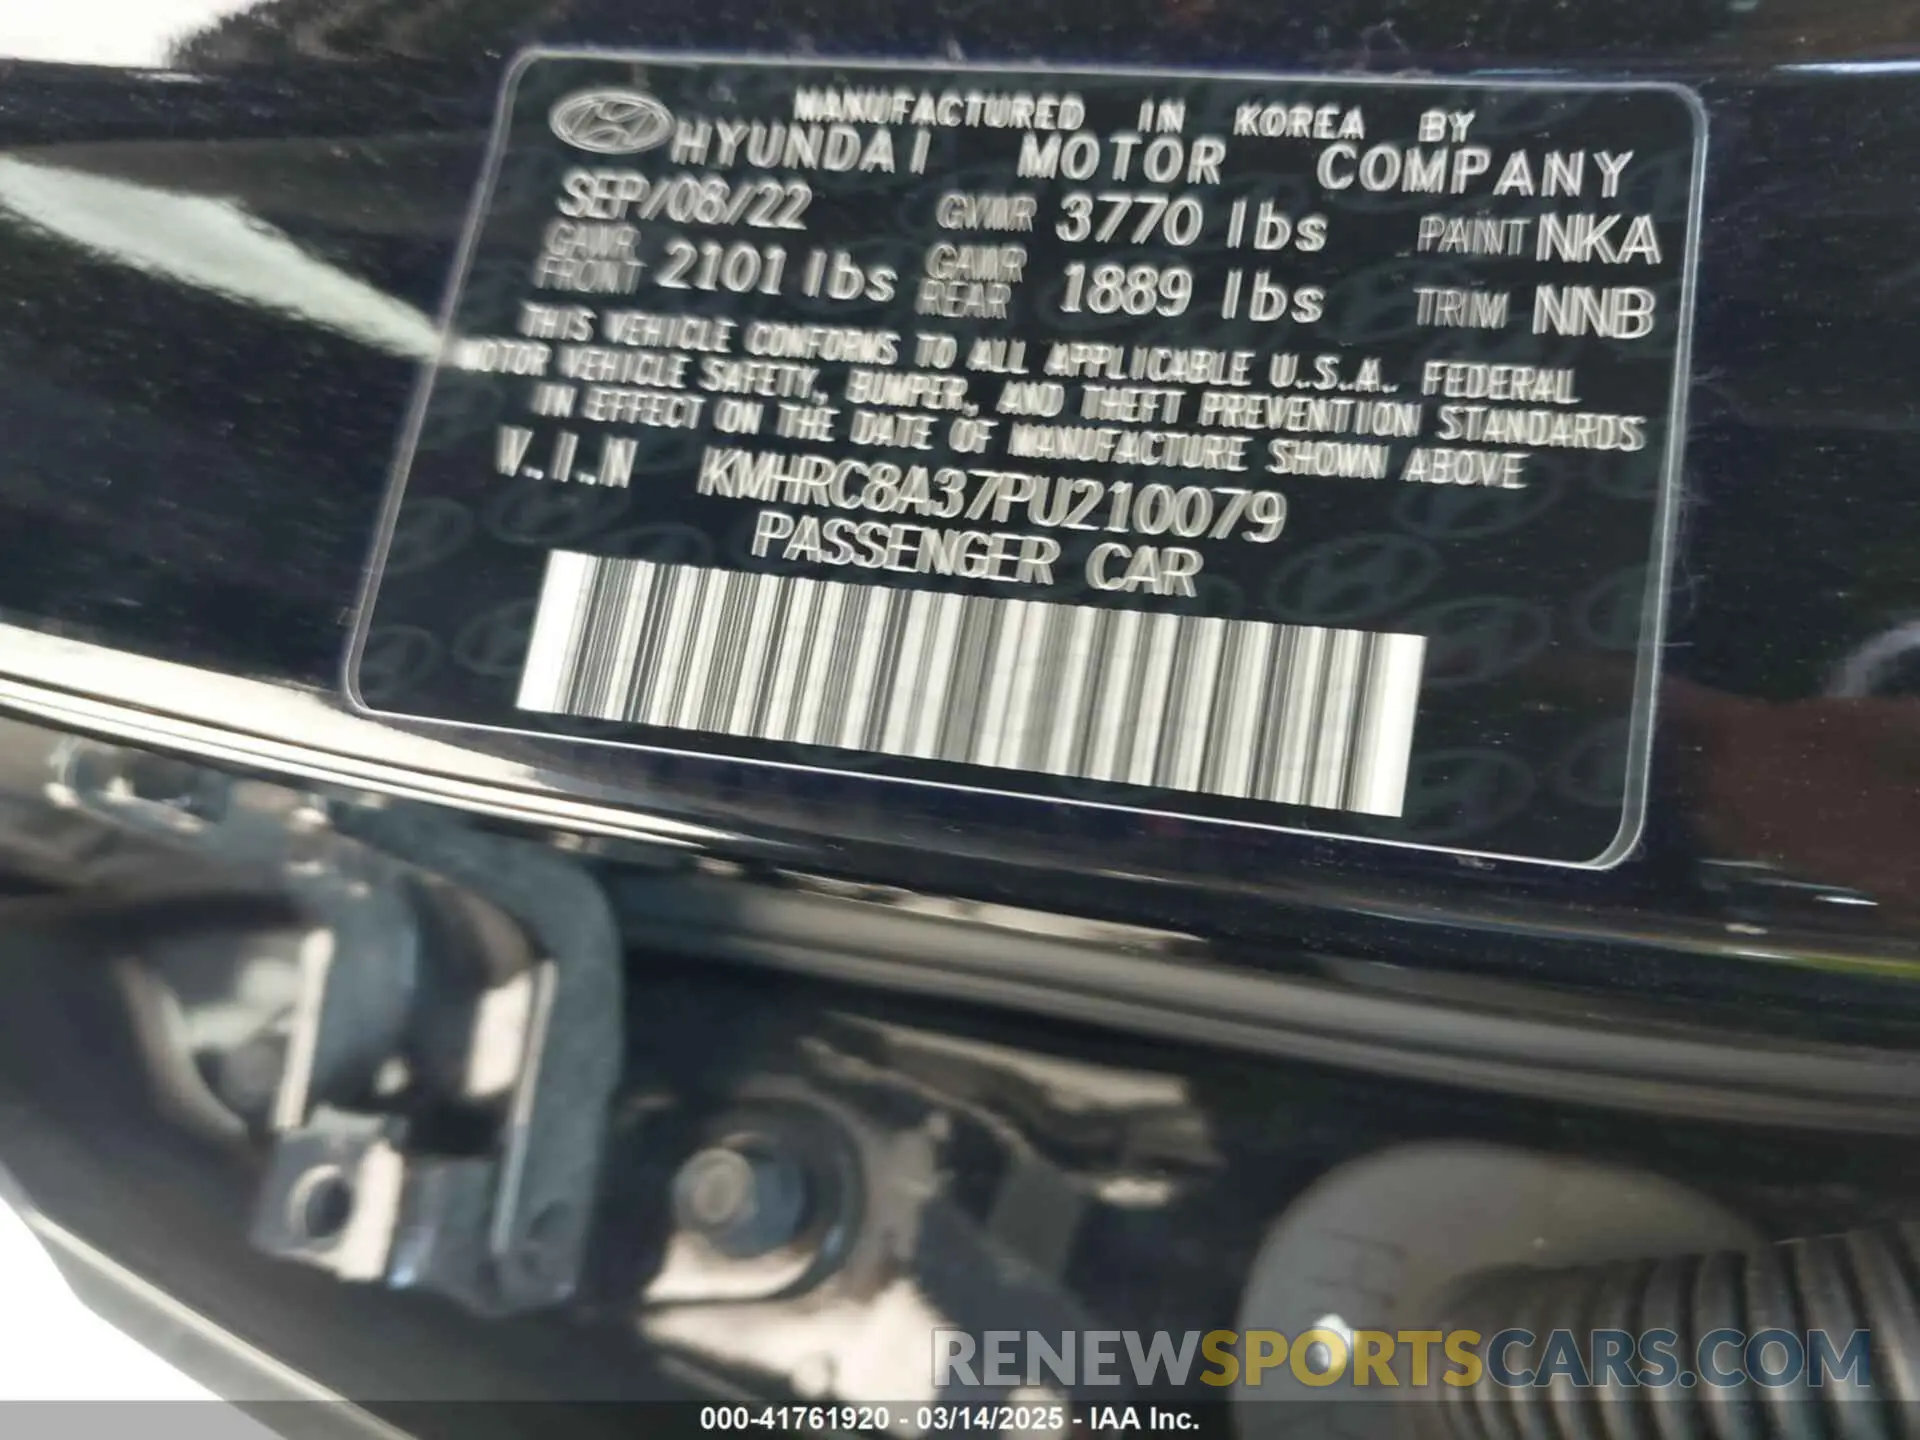 MANUFACTURED IN KOREA BY
HYUNDAI MOTOR COMPANY
SEP/08/22 GVWR 3770 lbs PAINT NKA
GAWR FRONT 2101 lbs GAWR REAR 1889 lbs TRIM NNB
THIS VEHICLE CONFORMS TO ALL APPLICABLE U.S.A. FEDERAL
MOTOR VEHICLE SAFETY, BUMPER, AND THEFT PREVENTION STANDARDS
IN EFFECT ON THE DATE OF MANUFACTURE SHOWN ABOVE
V.I.N KMHRC8A37PU210079
PASSENGER CAR
RENEWSPORTSCARS.COM
000-41761920 - 03/14/2025 - IAA Inc.